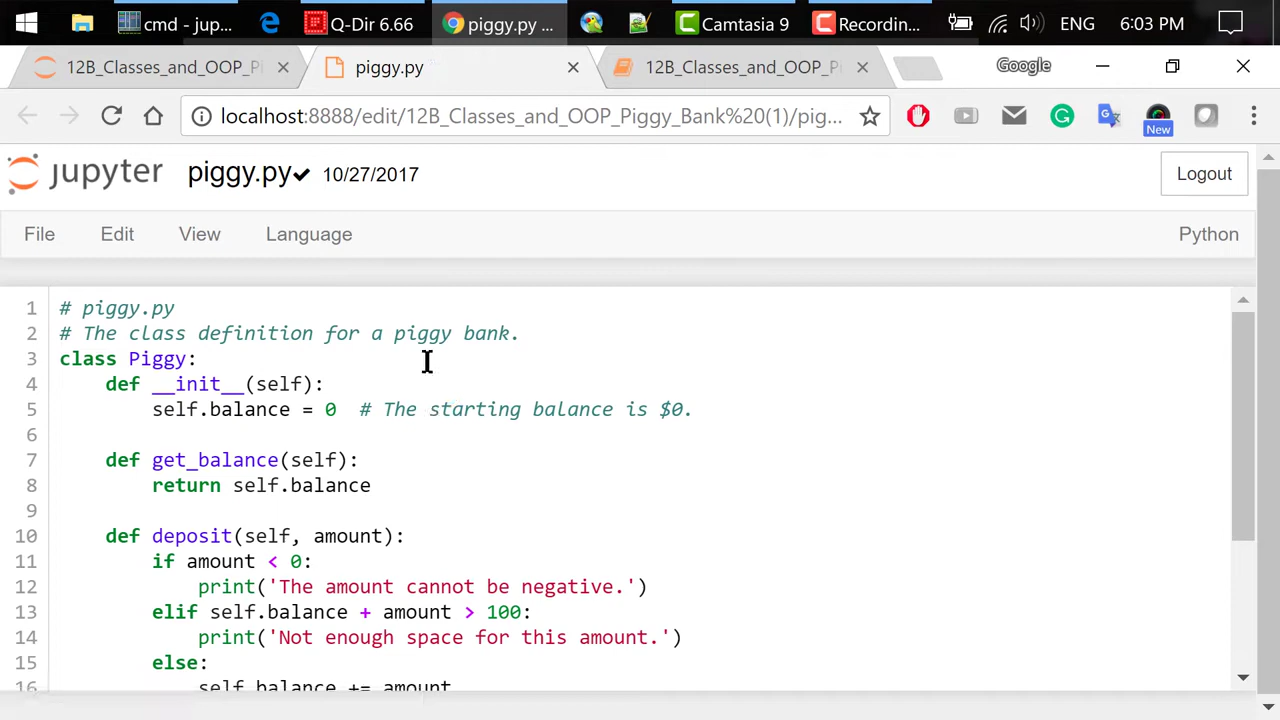 cmd - jup...
Q-Dir 6.66
piggy.py ...
Camtasia 9
Recordin...
ENG
6:03 PM
12B_Classes_and_OOP_Pi
piggy.py
12B_Classes_and_OOP_P
Google
localhost:8888/edit/12B_Classes_and_OOP_Piggy_Bank%20(1)/pig...
New
jupyter
piggy.py
10/27/2017
Logout
File
Edit
View
Language
Python
1 # piggy.py
2 # The class definition for a piggy bank.
3 class Piggy:
4 def __init__(self):
5 self.balance = 0 # The starting balance is $0.
6
7 def get_balance(self):
8 return self.balance
9
10 def deposit(self, amount):
11 if amount < 0:
12 print('The amount cannot be negative.')
13 elif self.balance + amount > 100:
14 print('Not enough space for this amount.')
15 else:
16 self.balance += amount